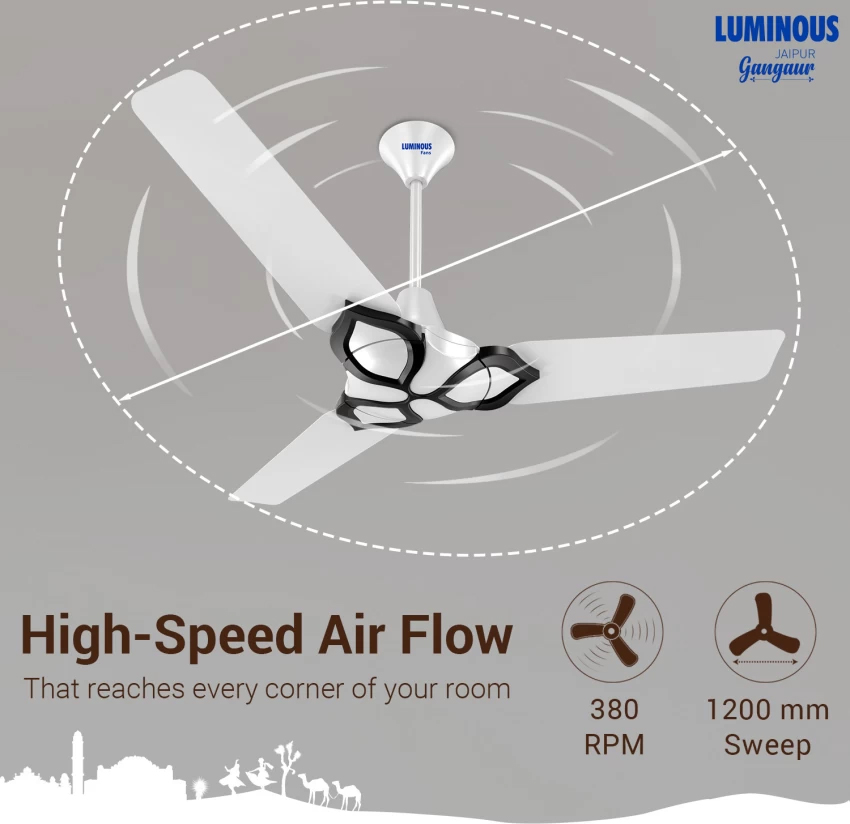 LUMINOUS
JAIPUR
Gangaur
LUMINOUS
Fans
High-Speed Air Flow
That reaches every corner of your room
380
RPM
1200 mm
Sweep